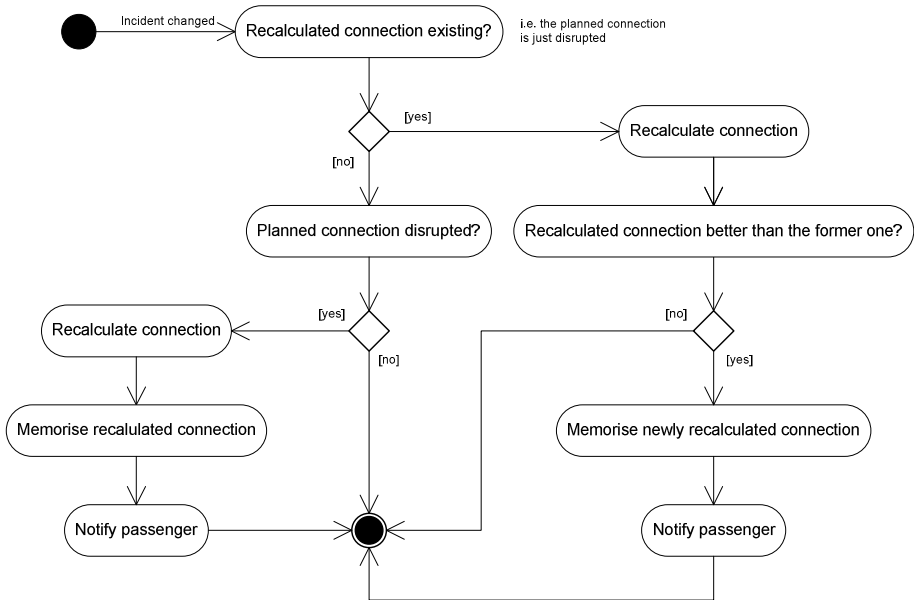 Incident changed
Recalculated connection existing?
i.e. the planned connection
is just disrupted
[yes]
Recalculate connection
[no]
Planned connection disrupted?
Recalculated connection better than the former one?
[yes]
[no]
Recalculate connection
[no]
[yes]
Memorise recalulated connection
Memorise newly recalculated connection
Notify passenger
Notify passenger